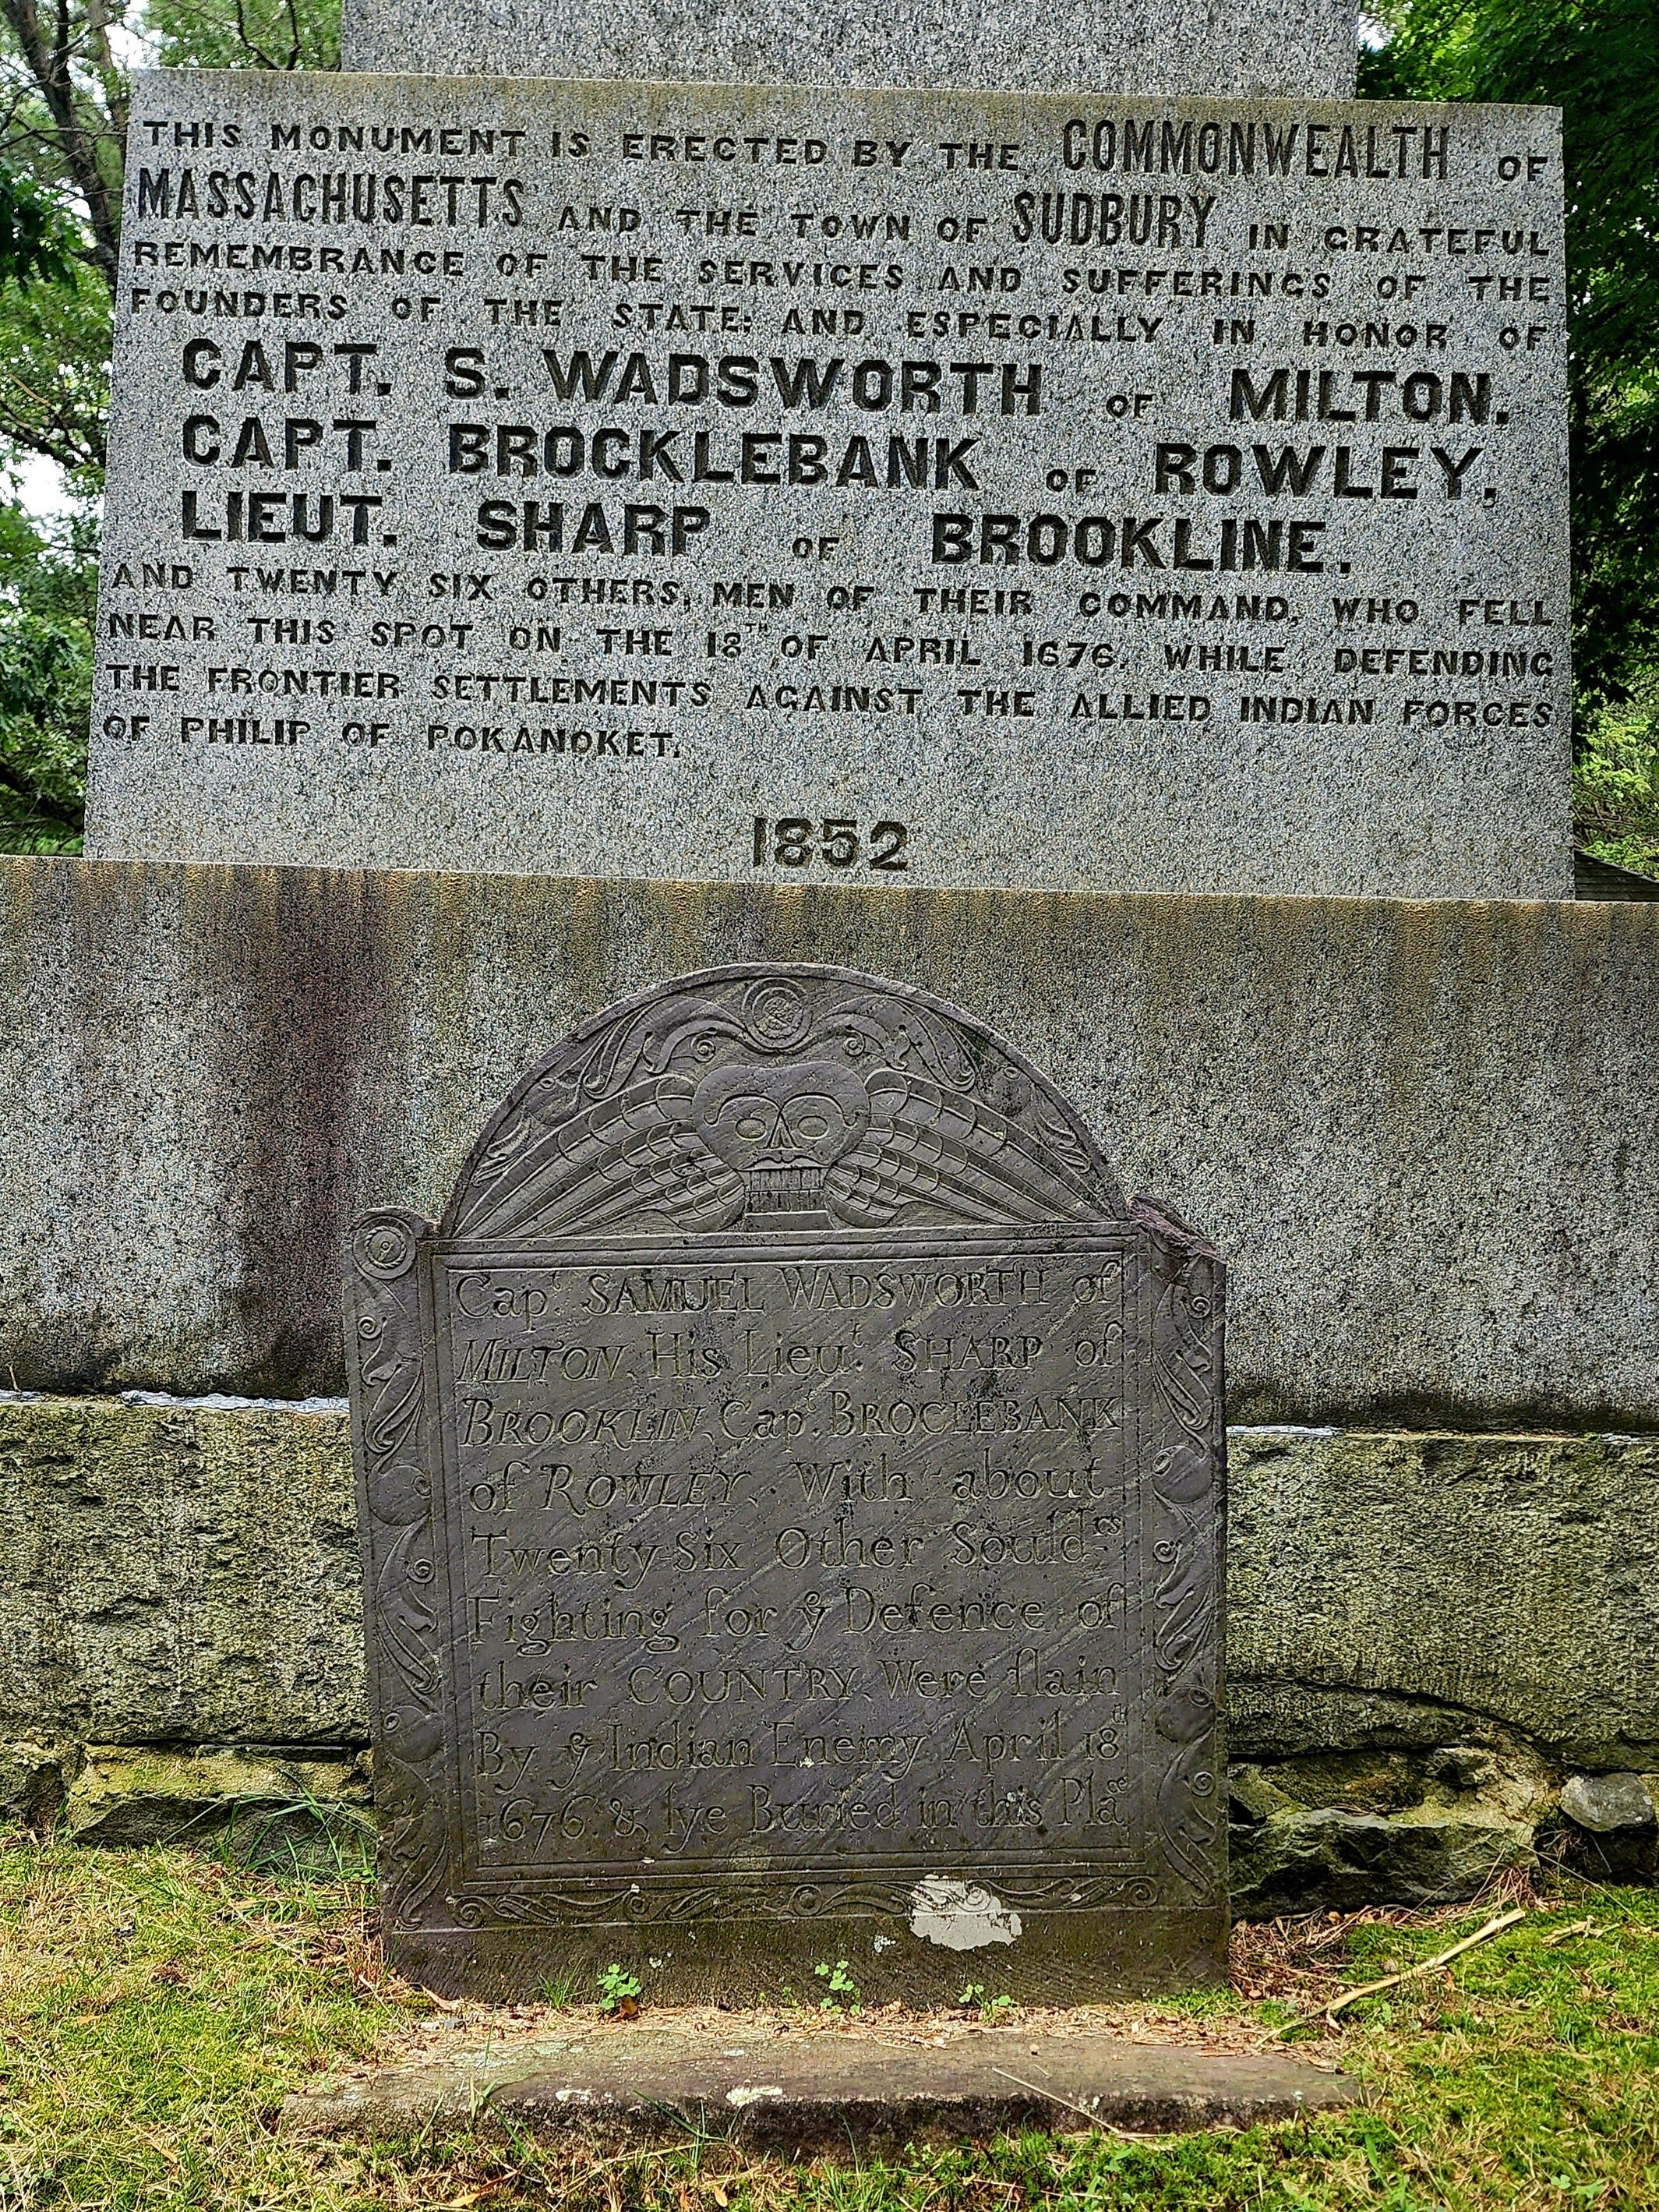 THIS MONUMENT IS ERECTED BY THE COMMONWEALTH OF
MASSACHUSETTS AND THE TOWN OF SUDBURY IN GRATEFUL
REMEMBRANCE OF THE SERVICES AND SUFFERINGS OF THE
FOUNDERS OF THE STATE: AND ESPECIALLY IN HONOR OF
CAPT. S. WADSWORTH OF MILTON.
CAPT. BROCKLEBANK OF ROWLEY.
LIEUT. SHARP OF BROOKLINE.
AND TWENTY SIX OTHERS, MEN OF THEIR COMMAND, WHO FELL
NEAR THIS SPOT ON THE 18TH OF APRIL 1676. WHILE DEFENDING
THE FRONTIER SETTLEMENTS AGAINST THE ALLIED INDIAN FORCES
OF PHILIP OF POKANOKET.
1852
Capt. SAMUEL WADSWORTH of
MILTON, His Lieut. SHARP of
BROOKLIN, Capt. BROCLEBANK
of ROWLEY, With about
Twenty-Six Other Sould.rs
Fighting for ye Defence of
their COUNTRY, Were ſlain
By ye Indian Enemy April 18th
1676. & lye Buried in this Place